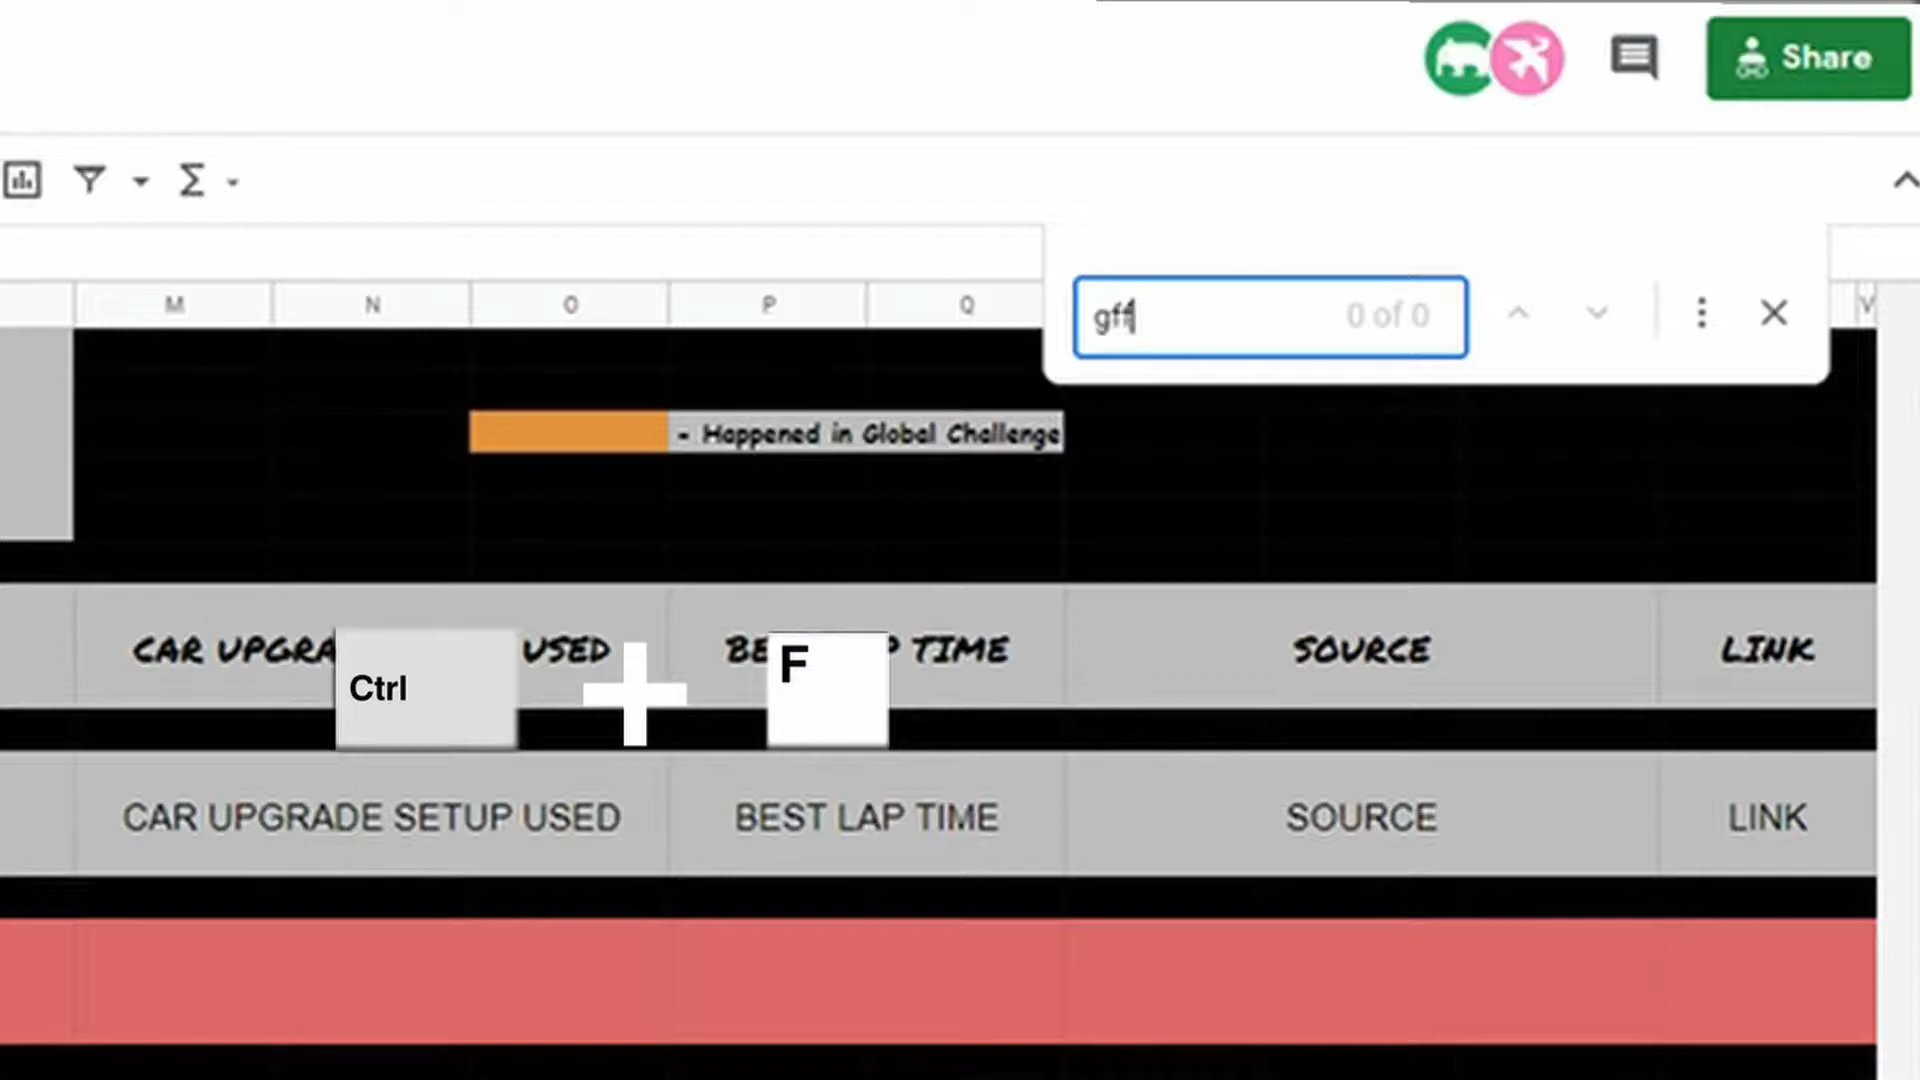 Share
Σ
M N O P Q V
gff 0 of 0
- Happened in Global Challenge
CAR UPGRA USED BE P TIME SOURCE LINK
Ctrl + F
CAR UPGRADE SETUP USED BEST LAP TIME SOURCE LINK